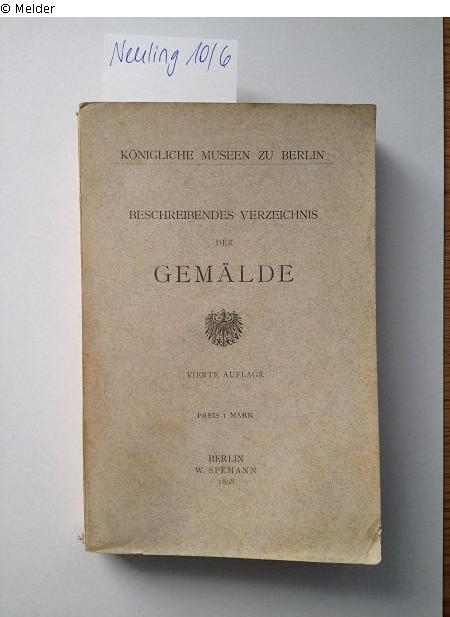 © Melder
Neuling 10/6
KÖNIGLICHE MUSEEN ZU BERLIN
BESCHREIBENDES VERZEICHNIS
DER
GEMÄLDE
VIERTE AUFLAGE
PREIS 1 MARK
BERLIN
W. SPEMANN
1898